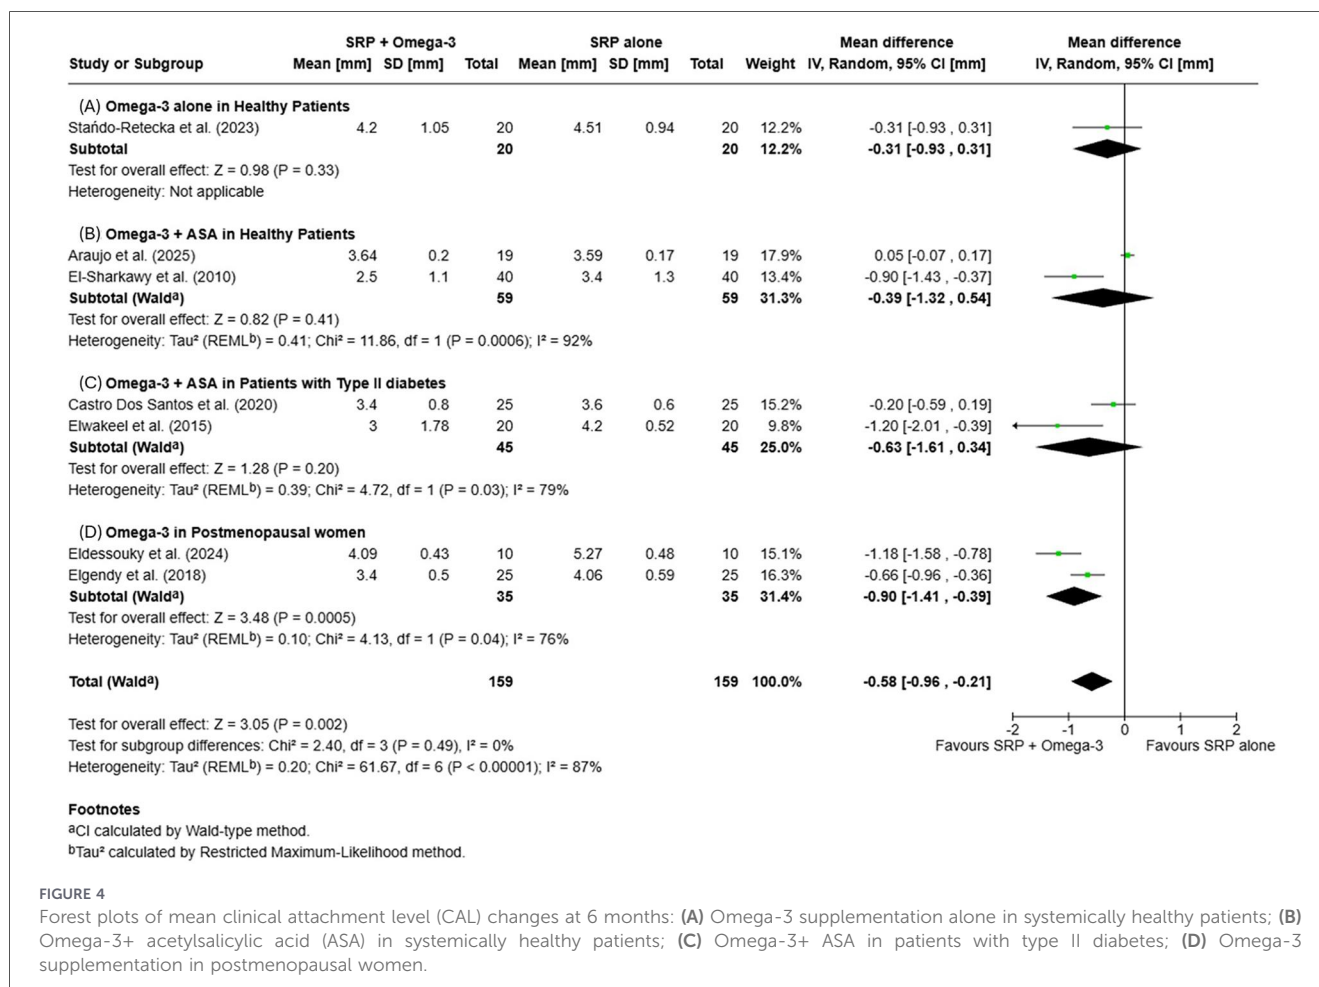 SRP + Omega-3 SRP alone Mean difference Mean difference
Study or Subgroup Mean [mm] SD [mm] Total Mean [mm] SD [mm] Total Weight IV, Random, 95% CI [mm] IV, Random, 95% CI [mm]
(A) Omega-3 alone in Healthy Patients
Stańdo-Retecka et al. (2023) 4.2 1.05 20 4.51 0.94 20 12.2% -0.31 [-0.93 , 0.31]
Subtotal 20 20 12.2% -0.31 [-0.93 , 0.31]
Test for overall effect: Z = 0.98 (P = 0.33)
Heterogeneity: Not applicable
(B) Omega-3 + ASA in Healthy Patients
Araujo et al. (2025) 3.64 0.2 19 3.59 0.17 19 17.9% 0.05 [-0.07 , 0.17]
El-Sharkawy et al. (2010) 2.5 1.1 40 3.4 1.3 40 13.4% -0.90 [-1.43 , -0.37]
Subtotal (Waldᵃ) 59 59 31.3% -0.39 [-1.32 , 0.54]
Test for overall effect: Z = 0.82 (P = 0.41)
Heterogeneity: Tau² (REMLᵇ) = 0.41; Chi² = 11.86, df = 1 (P = 0.0006); I² = 92%
(C) Omega-3 + ASA in Patients with Type II diabetes
Castro Dos Santos et al. (2020) 3.4 0.8 25 3.6 0.6 25 15.2% -0.20 [-0.59 , 0.19]
Elwakeel et al. (2015) 3 1.78 20 4.2 0.52 20 9.8% -1.20 [-2.01 , -0.39]
Subtotal (Waldᵃ) 45 45 25.0% -0.63 [-1.61 , 0.34]
Test for overall effect: Z = 1.28 (P = 0.20)
Heterogeneity: Tau² (REMLᵇ) = 0.39; Chi² = 4.72, df = 1 (P = 0.03); I² = 79%
(D) Omega-3 in Postmenopausal women
Eldessouky et al. (2024) 4.09 0.43 10 5.27 0.48 10 15.1% -1.18 [-1.58 , -0.78]
Elgendy et al. (2018) 3.4 0.5 25 4.06 0.59 25 16.3% -0.66 [-0.96 , -0.36]
Subtotal (Waldᵃ) 35 35 31.4% -0.90 [-1.41 , -0.39]
Test for overall effect: Z = 3.48 (P = 0.0005)
Heterogeneity: Tau² (REMLᵇ) = 0.10; Chi² = 4.13, df = 1 (P = 0.04); I² = 76%
Total (Waldᵃ) 159 159 100.0% -0.58 [-0.96 , -0.21]
Test for overall effect: Z = 3.05 (P = 0.002)
Test for subgroup differences: Chi² = 2.40, df = 3 (P = 0.49), I² = 0%
Heterogeneity: Tau² (REMLᵇ) = 0.20; Chi² = 61.67, df = 6 (P < 0.00001); I² = 87%
-2 -1 0 1 2
Favours SRP + Omega-3 Favours SRP alone
Footnotes
ᵃCI calculated by Wald-type method.
ᵇTau² calculated by Restricted Maximum-Likelihood method.
FIGURE 4
Forest plots of mean clinical attachment level (CAL) changes at 6 months: (A) Omega-3 supplementation alone in systemically healthy patients; (B)
Omega-3+ acetylsalicylic acid (ASA) in systemically healthy patients; (C) Omega-3+ ASA in patients with type II diabetes; (D) Omega-3
supplementation in postmenopausal women.